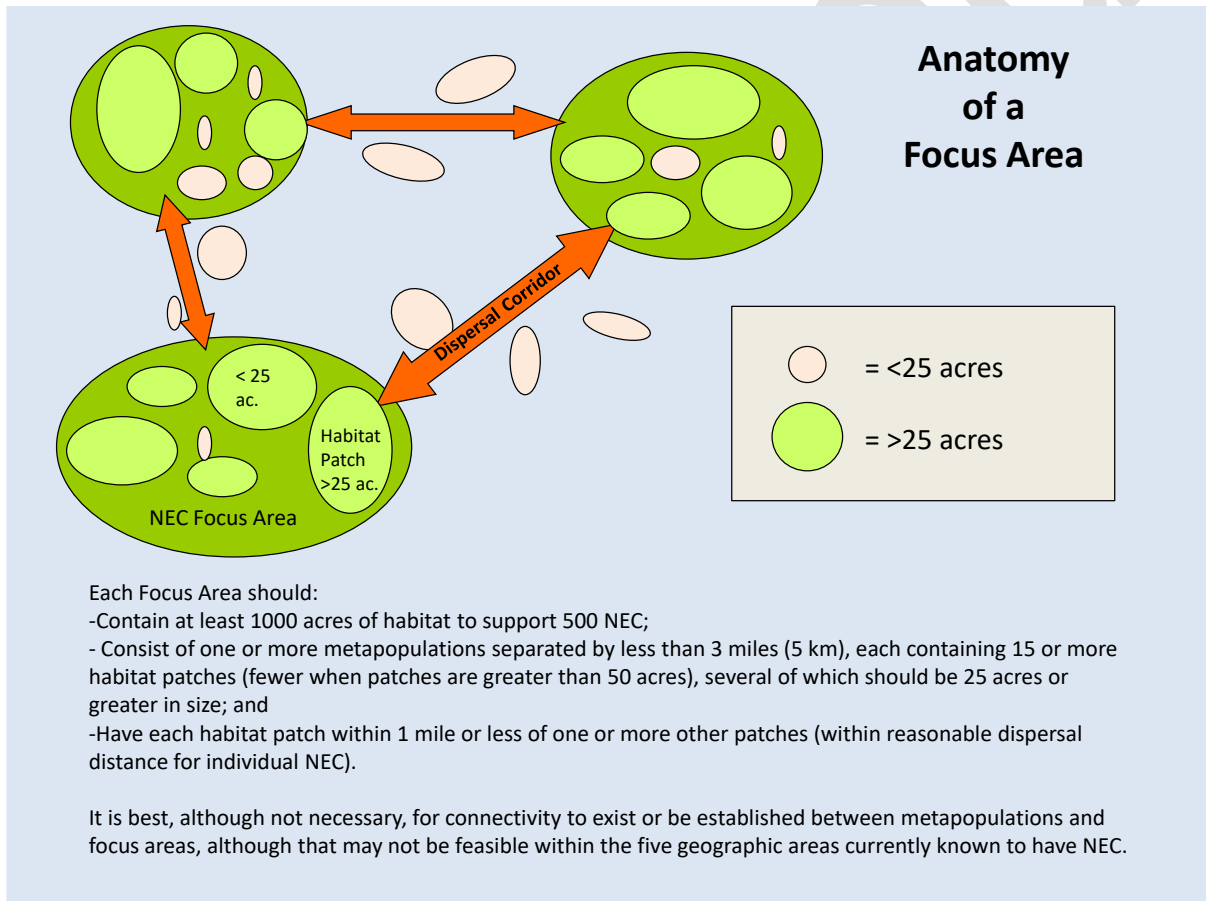 Anatomy
of a
Focus Area
Dispersal Corridor
= <25 acres
= >25 acres
< 25
ac.
Habitat
Patch
>25 ac.
NEC Focus Area
Each Focus Area should:
-Contain at least 1000 acres of habitat to support 500 NEC;
- Consist of one or more metapopulations separated by less than 3 miles (5 km), each containing 15 or more
habitat patches (fewer when patches are greater than 50 acres), several of which should be 25 acres or
greater in size; and
-Have each habitat patch within 1 mile or less of one or more other patches (within reasonable dispersal
distance for individual NEC).
It is best, although not necessary, for connectivity to exist or be established between metapopulations and
focus areas, although that may not be feasible within the five geographic areas currently known to have NEC.